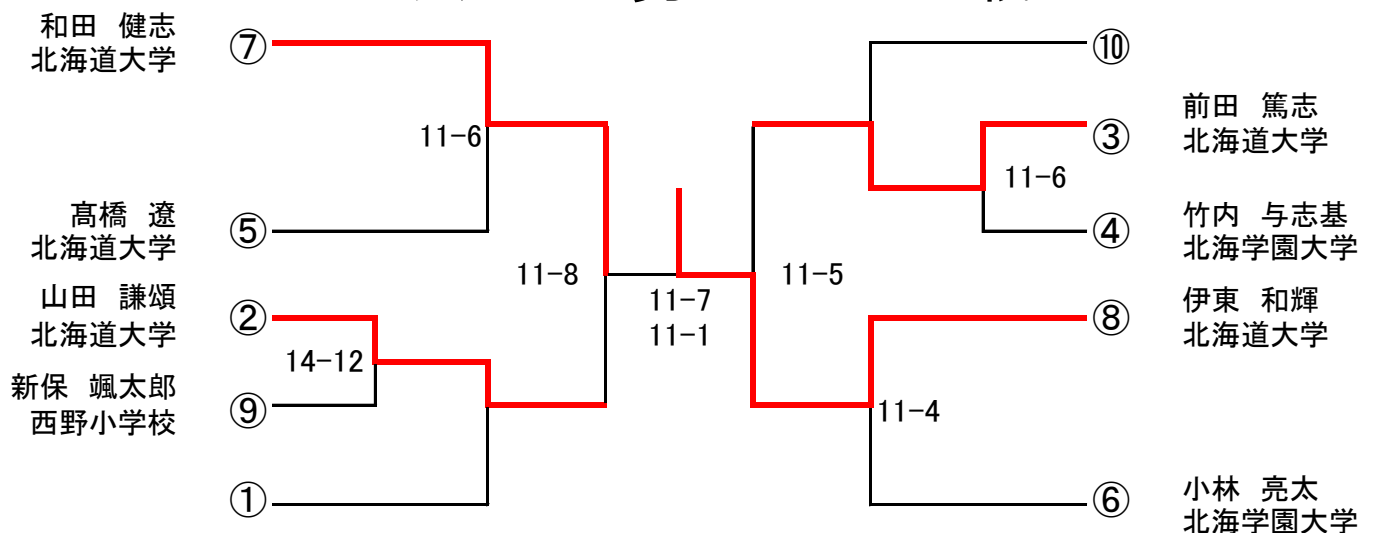 和田 健志
北海道大学
⑦
11-6
髙橋 遼
北海道大学
⑤
11-8
山田 謙頌
北海道大学
②
14-12
新保 颯太郎
西野小学校
⑨
①
11-7
11-1
⑩
前田 篤志
北海道大学
③
11-6
竹内 与志基
北海学園大学
④
11-5
伊東 和輝
北海道大学
⑧
11-4
小林 亮太
北海学園大学
⑥